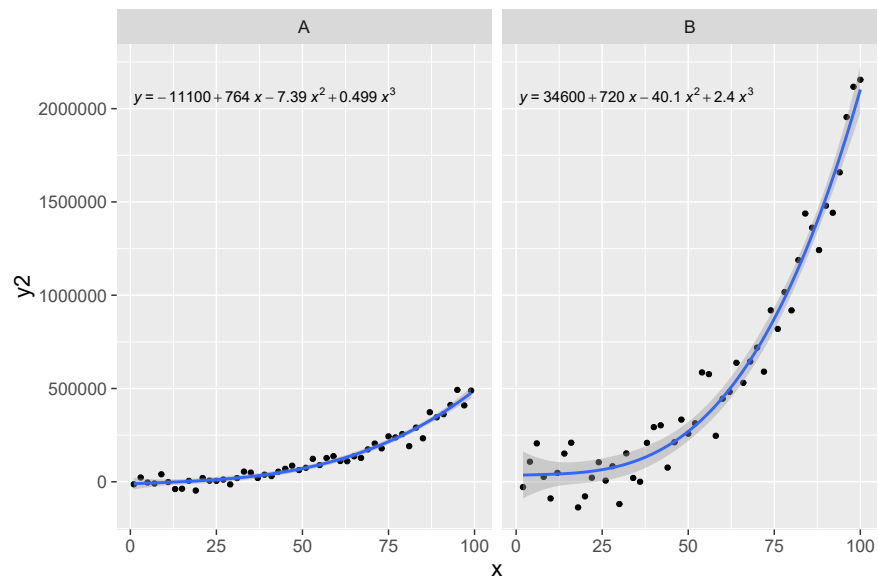 A B
y = − 11100 + 764 x − 7.39 x² + 0.499 x³
y = 34600 + 720 x − 40.1 x² + 2.4 x³
2000000
1500000
1000000
500000
0
y2
0 25 50 75 100 0 25 50 75 100
x